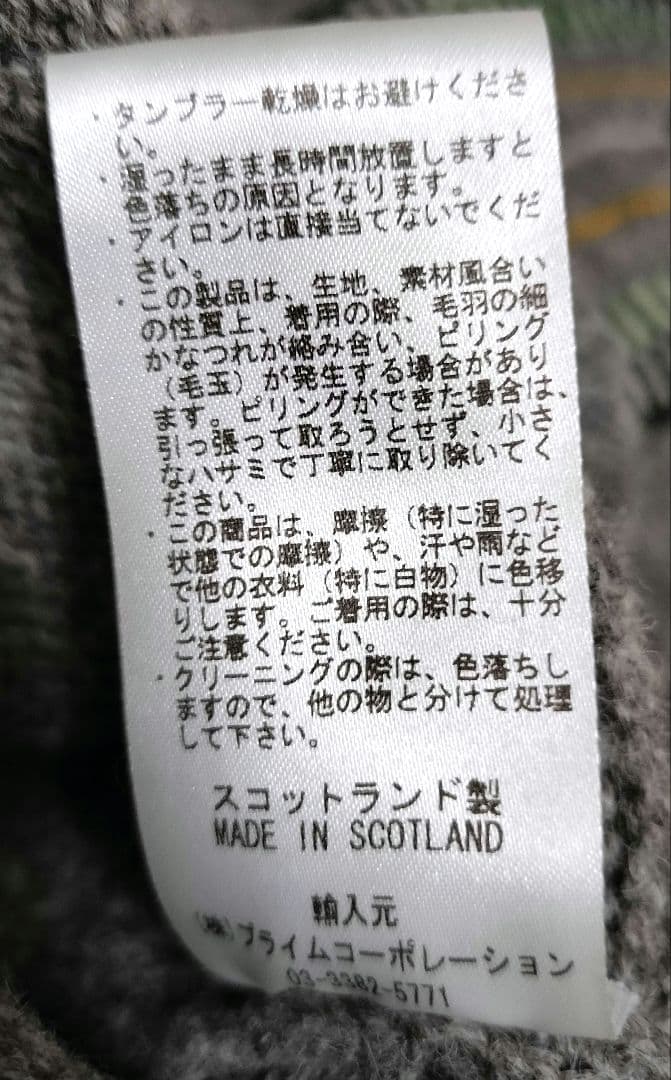 ・タンブラー乾燥はお避けくださ
い。
・湿ったまま長時間放置しますと
色落ちの原因となります。
・アイロンは直接当てないでくだ
さい。
・この製品は、生地、素材風合い
の性質上、着用の際、毛羽の細
かなつれが絡み合い、ピリング
（毛玉）が発生する場合があり
ます。ピリングができた場合は、
引っ張って取ろうとせず、小さ
なハサミで丁寧に取り除いてく
ださい。
・この商品は、摩擦（特に湿った
状態での摩擦）や、汗や雨など
で他の衣料（特に白物）に色移
りします。ご着用の際は、十分
ご注意ください。
・クリーニングの際は、色落ちし
ますので、他の物と分けて処理
して下さい。
スコットランド製
MADE IN SCOTLAND
輸入元
（株）プライムコーポレーション
03-3382-5771